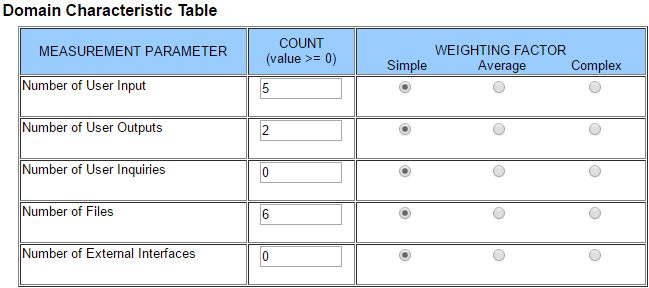 Domain Characteristic Table
MEASUREMENT PARAMETER
COUNT
(value >= 0)
WEIGHTING FACTOR
Simple Average Complex
Number of User Input 5
Number of User Outputs 2
Number of User Inquiries 0
Number of Files 6
Number of External Interfaces 0